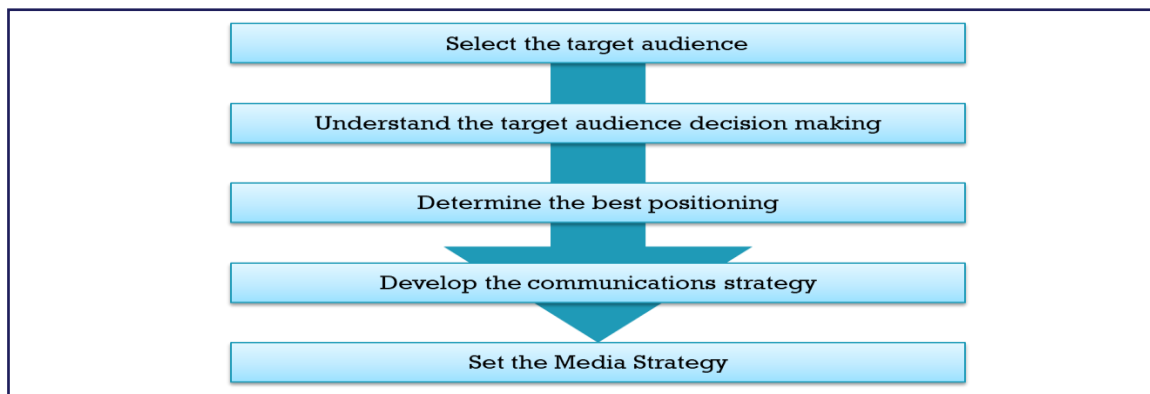 Select the target audience
Understand the target audience decision making
Determine the best positioning
Develop the communications strategy
Set the Media Strategy